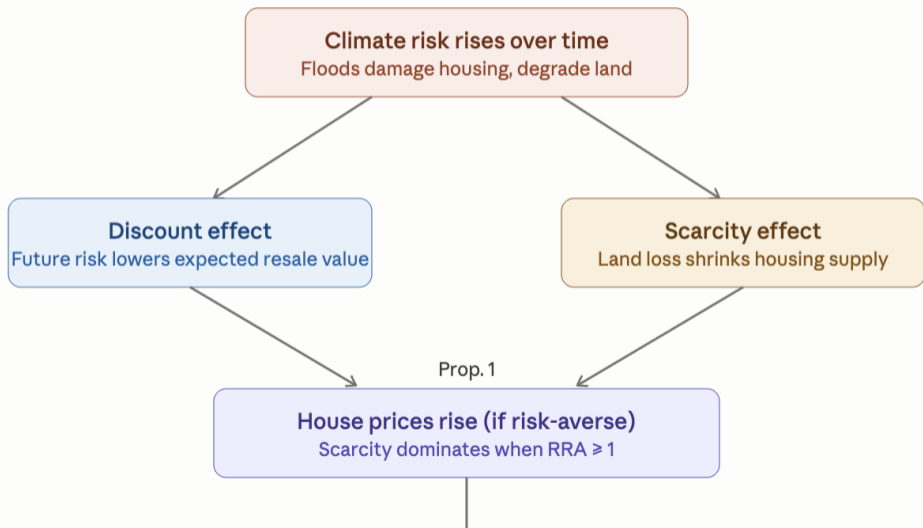 Climate risk rises over time
Floods damage housing, degrade land
Discount effect
Future risk lowers expected resale value
Scarcity effect
Land loss shrinks housing supply
Prop. 1
House prices rise (if risk-averse)
Scarcity dominates when RRA ≥ 1